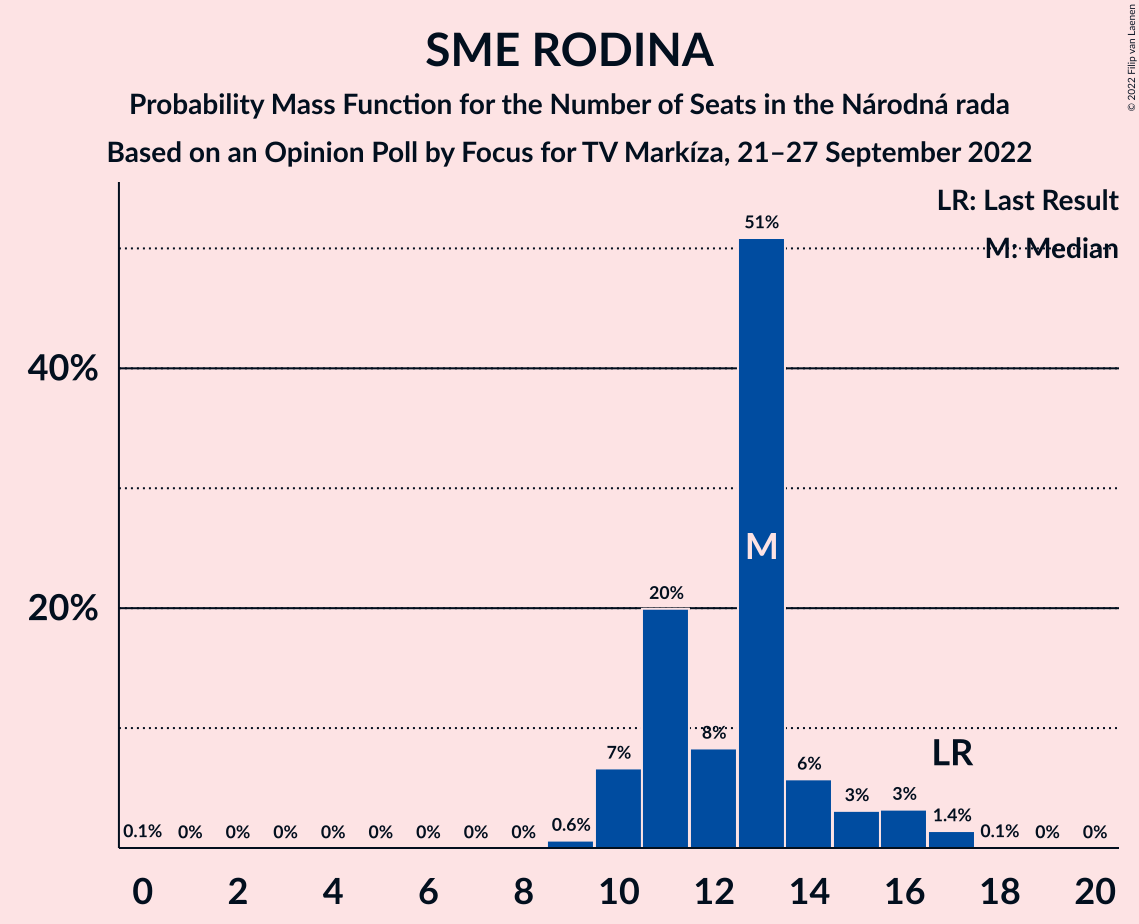 SME RODINA
Probability Mass Function for the Number of Seats in the Národná rada
Based on an Opinion Poll by Focus for TV Markíza, 21–27 September 2022
© 2022 Filip van Laenen
LR: Last Result
M: Median
40%
20%
0.1%
0%
0%
0%
0%
0%
0%
0%
0%
0.6%
7%
20%
8%
51%
M
6%
3%
3%
LR
1.4%
0.1%
0%
0%
0 2 4 6 8 10 12 14 16 18 20